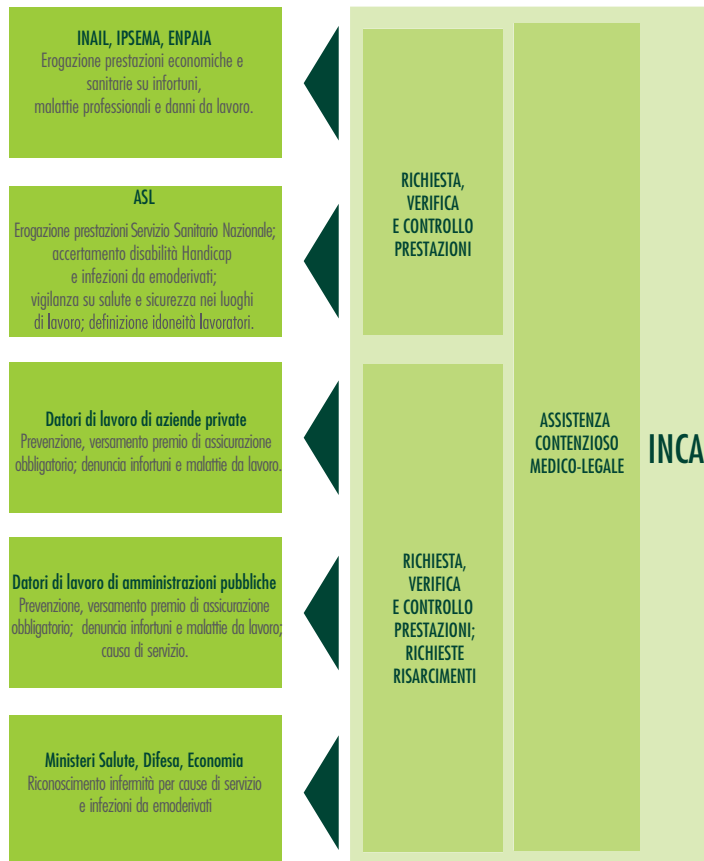 INAIL, IPSEMA, ENPAIA
Erogazione prestazioni economiche e
sanitarie su infortuni,
malattie professionali e danni da lavoro.
ASL
Erogazione prestazioni Servizio Sanitario Nazionale;
accertamento disabilità Handicap
e infezioni da emoderivati;
vigilanza su salute e sicurezza nei luoghi
di lavoro; definizione idoneità lavoratori.
Datori di lavoro di aziende private
Prevenzione, versamento premio di assicurazione
obbligatorio; denuncia infortuni e malattie da lavoro.
Datori di lavoro di amministrazioni pubbliche
Prevenzione, versamento premio di assicurazione
obbligatorio; denuncia infortuni e malattie da lavoro;
causa di servizio.
Ministeri Salute, Difesa, Economia
Riconoscimento infermità per cause di servizio
e infezioni da emoderivati
RICHIESTA,
VERIFICA
E CONTROLLO
PRESTAZIONI
RICHIESTA,
VERIFICA
E CONTROLLO
PRESTAZIONI;
RICHIESTE
RISARCIMENTI
ASSISTENZA
CONTENZIOSO
MEDICO-LEGALE
INCA